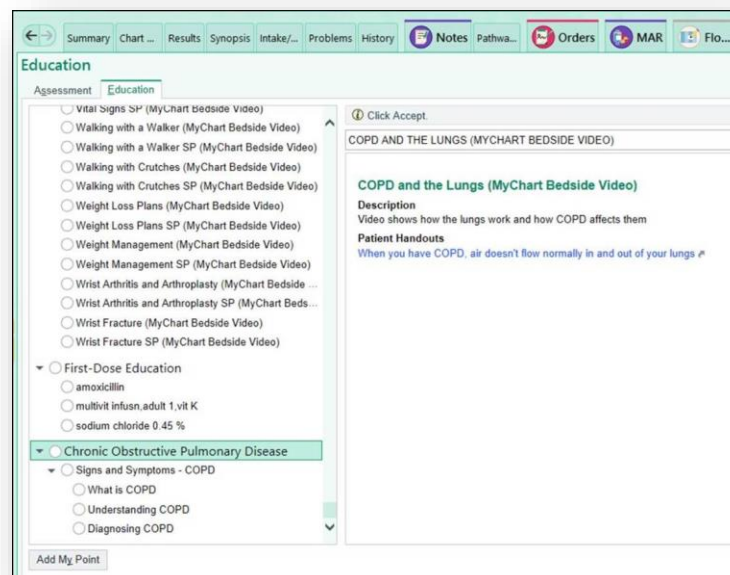 Summary Chart ... Results Synopsis Intake/... Problems History Notes Pathwa... Orders MAR Flo...
Education
Assessment Education
Vital Signs SP (MyChart Bedside Video)
Walking with a Walker (MyChart Bedside Video)
Walking with a Walker SP (MyChart Bedside Video)
Walking with Crutches (MyChart Bedside Video)
Walking with Crutches SP (MyChart Bedside Video)
Weight Loss Plans (MyChart Bedside Video)
Weight Loss Plans SP (MyChart Bedside Video)
Weight Management (MyChart Bedside Video)
Weight Management SP (MyChart Bedside Video)
Wrist Arthritis and Arthroplasty (MyChart Bedside ...
Wrist Arthritis and Arthroplasty SP (MyChart Beds...
Wrist Fracture (MyChart Bedside Video)
Wrist Fracture SP (MyChart Bedside Video)
First-Dose Education
amoxicillin
multivit infusn,adult 1,vit K
sodium chloride 0.45 %
Chronic Obstructive Pulmonary Disease
Signs and Symptoms - COPD
What is COPD
Understanding COPD
Diagnosing COPD
Add My Point
Click Accept.
COPD AND THE LUNGS (MYCHART BEDSIDE VIDEO)
COPD and the Lungs (MyChart Bedside Video)
Description
Video shows how the lungs work and how COPD affects them
Patient Handouts
When you have COPD, air doesn't flow normally in and out of your lungs